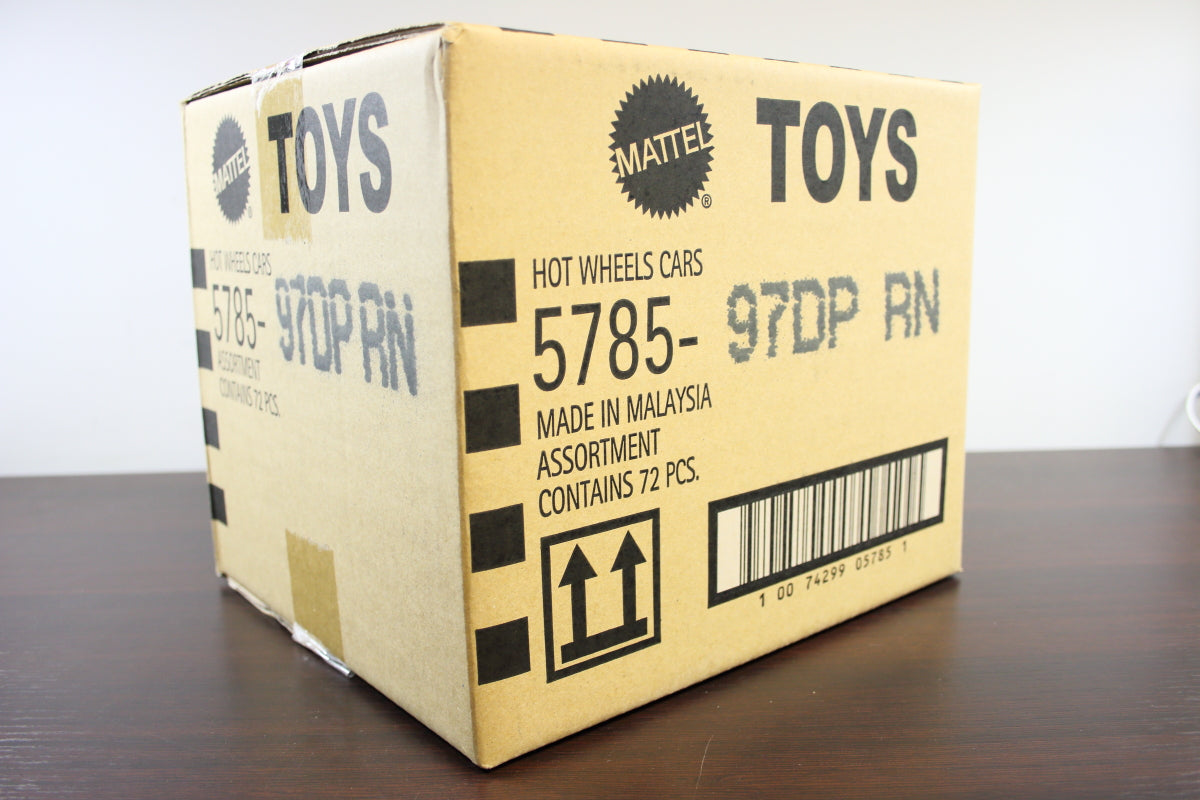 MATTEL
®
TOYS
HOT WHEELS CARS
5785-
97DP RN
ASSORTMENT
CONTAINS 72 PCS.
MATTEL
®
TOYS
HOT WHEELS CARS
5785-
97DP RN
MADE IN MALAYSIA
ASSORTMENT
CONTAINS 72 PCS.
1 00 74299 05785 1